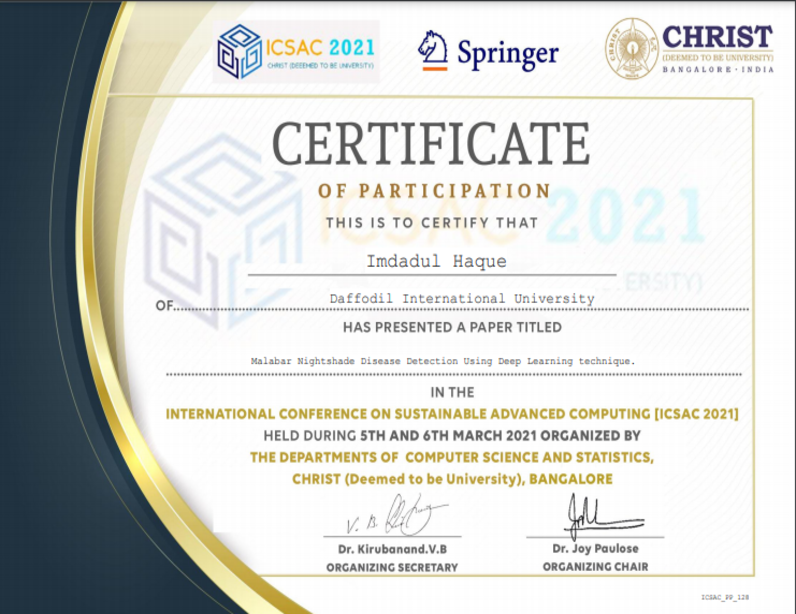 ICSAC 2021
CHRIST (DEEMED TO BE UNIVERSITY)
Springer
CHRIST
(DEEMED TO BE UNIVERSITY)
BANGALORE · INDIA
CERTIFICATE
OF PARTICIPATION
THIS IS TO CERTIFY THAT
ICSAC 2021
ERSITY)
Imdadul Haque
OF Daffodil International University
HAS PRESENTED A PAPER TITLED
Malabar Nightshade Disease Detection Using Deep Learning technique.
IN THE
INTERNATIONAL CONFERENCE ON SUSTAINABLE ADVANCED COMPUTING [ICSAC 2021]
HELD DURING 5TH AND 6TH MARCH 2021 ORGANIZED BY
THE DEPARTMENTS OF COMPUTER SCIENCE AND STATISTICS,
CHRIST (Deemed to be University), BANGALORE
Dr. Kirubanand.V.B
ORGANIZING SECRETARY
Dr. Joy Paulose
ORGANIZING CHAIR
ICSAC_PP_128